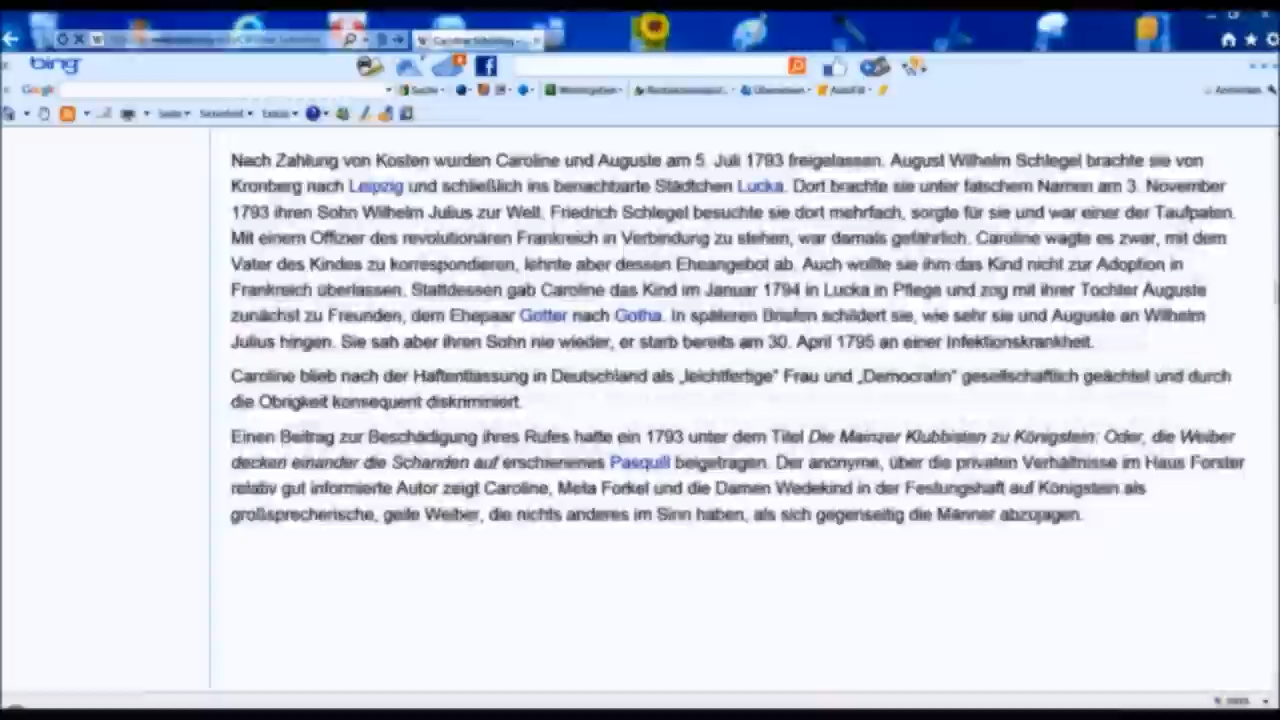 bing
Google
Nach Zahlung von Kosten wurden Caroline und Auguste am 5. Juli 1793 freigelassen. August Wilhelm Schlegel brachte sie von
Kronberg nach Leipzig und schließlich ins benachbarte Städtchen Lucka. Dort brachte sie unter falschem Namen am 3. November
1793 ihren Sohn Wilhelm Julius zur Welt. Friedrich Schlegel besuchte sie dort mehrfach, sorgte für sie und war einer der Taufpaten.
Mit einem Offizier des revolutionären Frankreich in Verbindung zu stehen, war damals gefährlich. Caroline wagte es zwar, mit dem
Vater des Kindes zu korrespondieren, lehnte aber dessen Eheangebot ab. Auch wollte sie ihm das Kind nicht zur Adoption in
Frankreich überlassen. Stattdessen gab Caroline das Kind im Januar 1794 in Lucka in Pflege und zog mit ihrer Tochter Auguste
zunächst zu Freunden, dem Ehepaar Gotter nach Gotha. In späteren Briefen schildert sie, wie sehr sie und Auguste an Wilhelm
Julius hingen. Sie sah aber ihren Sohn nie wieder, er starb bereits am 30. April 1795 an einer Infektionskrankheit.
Caroline blieb nach der Haftentlassung in Deutschland als „leichtfertige“ Frau und „Democratin“ gesellschaftlich geächtet und durch
die Obrigkeit konsequent diskriminiert.
Einen Beitrag zur Beschädigung ihres Rufes hatte ein 1793 unter dem Titel Die Mainzer Klubbisten zu Königstein: Oder, die Weiber
decken einander die Schanden auf erschienenes Pasquill beigetragen. Der anonyme, über die privaten Verhältnisse im Haus Forster
relativ gut informierte Autor zeigt Caroline, Meta Forkel und die Damen Wedekind in der Festungshaft auf Königstein als
großsprecherische, geile Weiber, die nichts anderes im Sinn haben, als sich gegenseitig die Männer abzujagen.